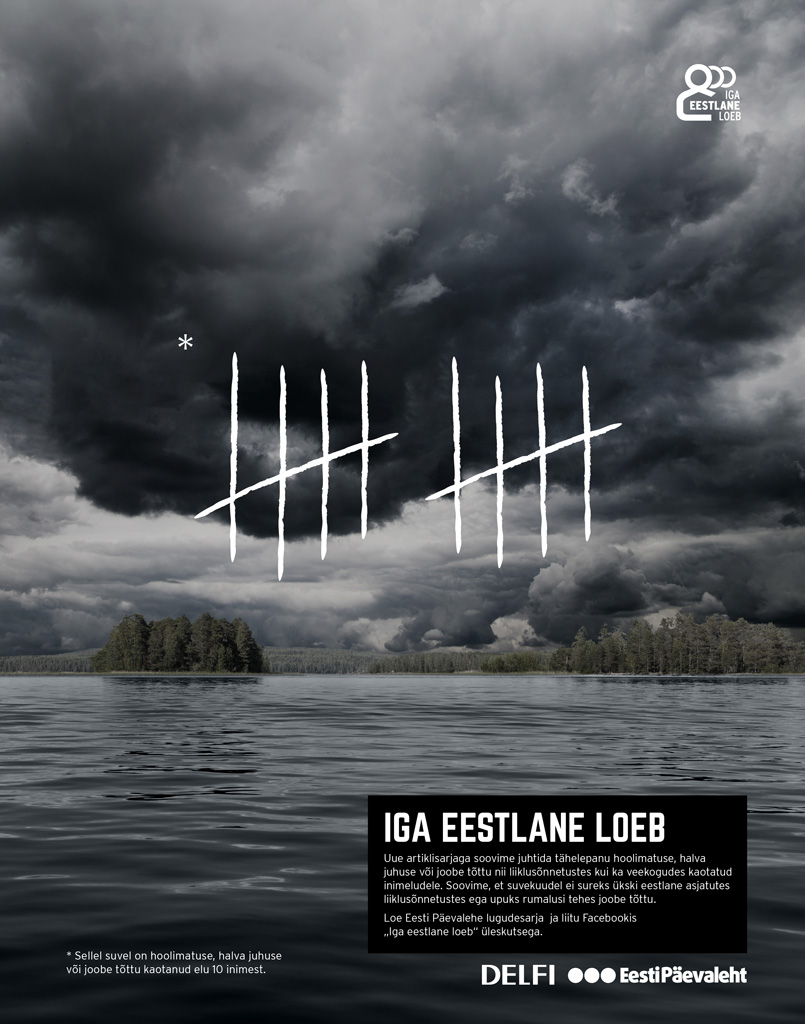 IGA
EESTLANE
LOEB
*
IGA EESTLANE LOEB
Uue artiklisarjaga soovime juhtida tähelepanu hoolimatuse, halva
juhuse või joobe tõttu nii liiklusõnnetustes kui ka veekogudes kaotatud
inimeludele. Soovime, et suvekuudel ei sureks ükski eestlane asjatutes
liiklusõnnetustes ega upuks rumalusi tehes joobe tõttu.
Loe Eesti Päevalehe lugudesarja ja liitu Facebookis
„Iga eestlane loeb“ üleskutsega.
* Sellel suvel on hoolimatuse, halva juhuse
või joobe tõttu kaotanud elu 10 inimest.
DELFI EestiPäevaleht